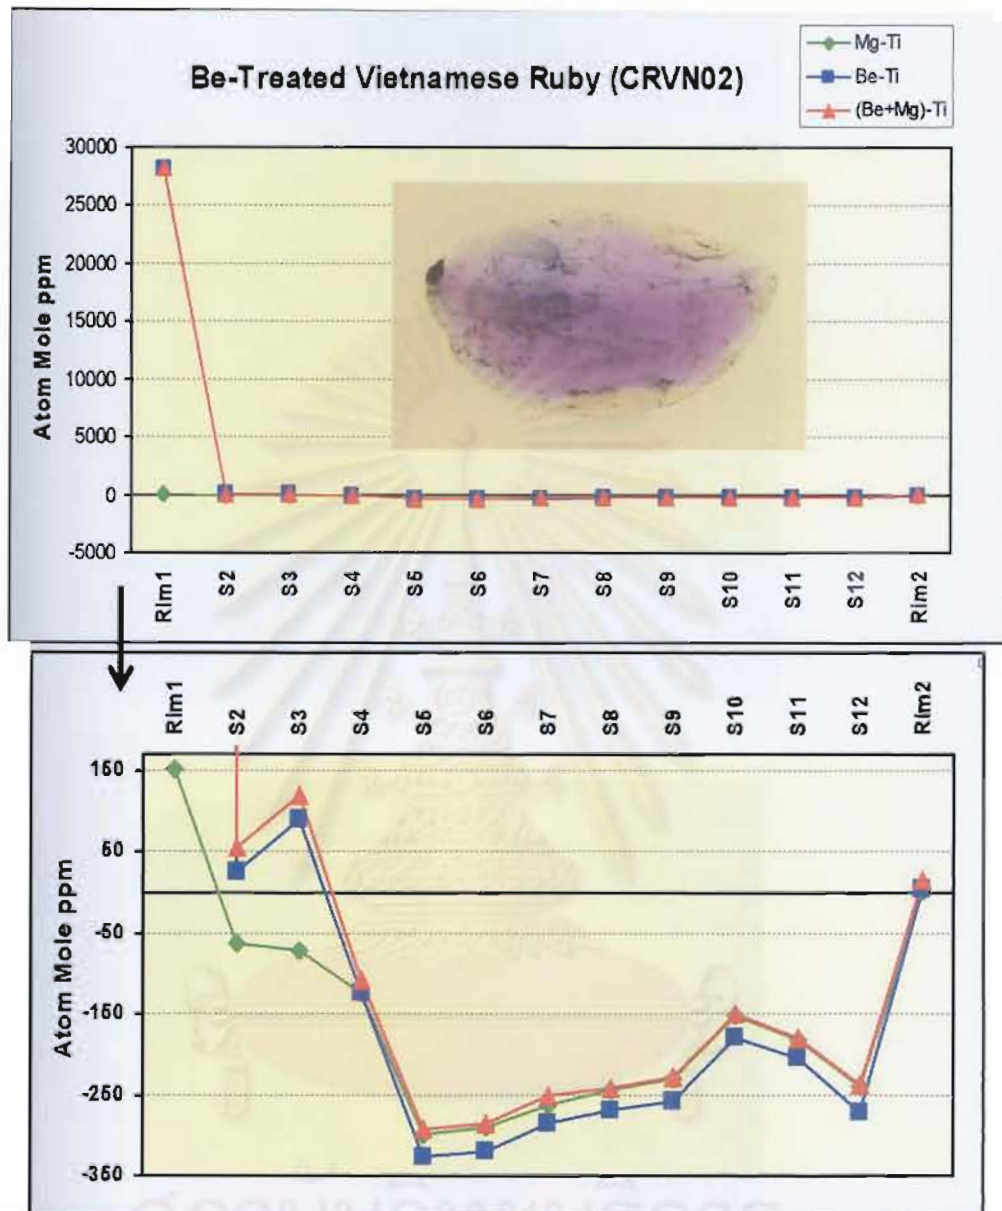 Be-Treated Vietnamese Ruby (CRVN02)
Mg-Ti
Be-Ti
(Be+Mg)-Ti
Atom Mole ppm
30000
25000
20000
15000
10000
5000
0
-5000
Rim1 S2 S3 S4 S5 S6 S7 S8 S9 S10 S11 S12 Rim2
Rim1 S2 S3 S4 S5 S6 S7 S8 S9 S10 S11 S12 Rim2
Atom Mole ppm
150
50
-50
-150
-250
-350